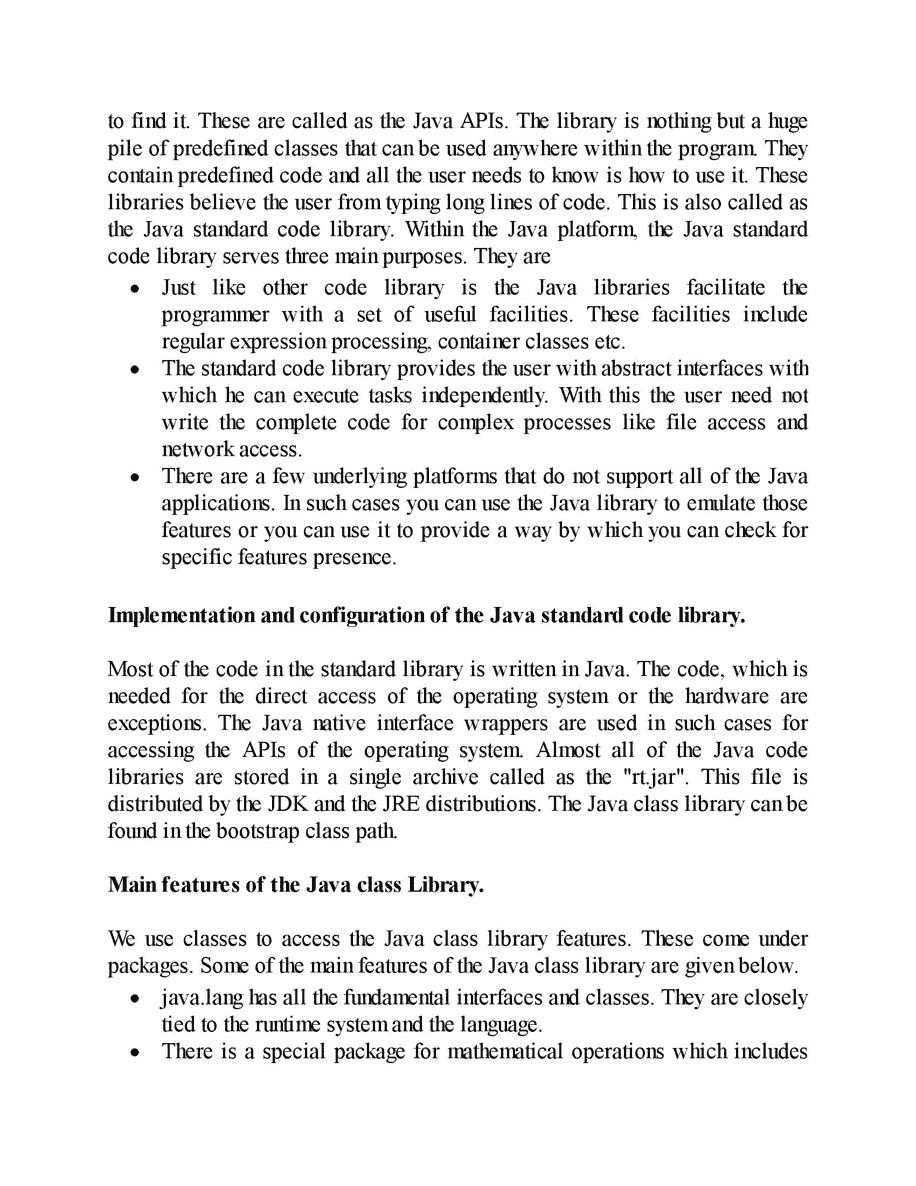 to find it. These are called as the Java APIs. The library is nothing but a huge
pile of predefined classes that can be used anywhere within the program. They
contain predefined code and all the user needs to know is how to use it. These
libraries believe the user from typing long lines of code. This is also called as
the Java standard code library. Within the Java platform, the Java standard
code library serves three main purposes. They are
• Just like other code library is the Java libraries facilitate the
programmer with a set of useful facilities. These facilities include
regular expression processing, container classes etc.
• The standard code library provides the user with abstract interfaces with
which he can execute tasks independently. With this the user need not
write the complete code for complex processes like file access and
network access.
• There are a few underlying platforms that do not support all of the Java
applications. In such cases you can use the Java library to emulate those
features or you can use it to provide a way by which you can check for
specific features presence.
Implementation and configuration of the Java standard code library.
Most of the code in the standard library is written in Java. The code, which is
needed for the direct access of the operating system or the hardware are
exceptions. The Java native interface wrappers are used in such cases for
accessing the APIs of the operating system. Almost all of the Java code
libraries are stored in a single archive called as the "rt.jar". This file is
distributed by the JDK and the JRE distributions. The Java class library can be
found in the bootstrap class path.
Main features of the Java class Library.
We use classes to access the Java class library features. These come under
packages. Some of the main features of the Java class library are given below.
• java.lang has all the fundamental interfaces and classes. They are closely
tied to the runtime system and the language.
• There is a special package for mathematical operations which includes